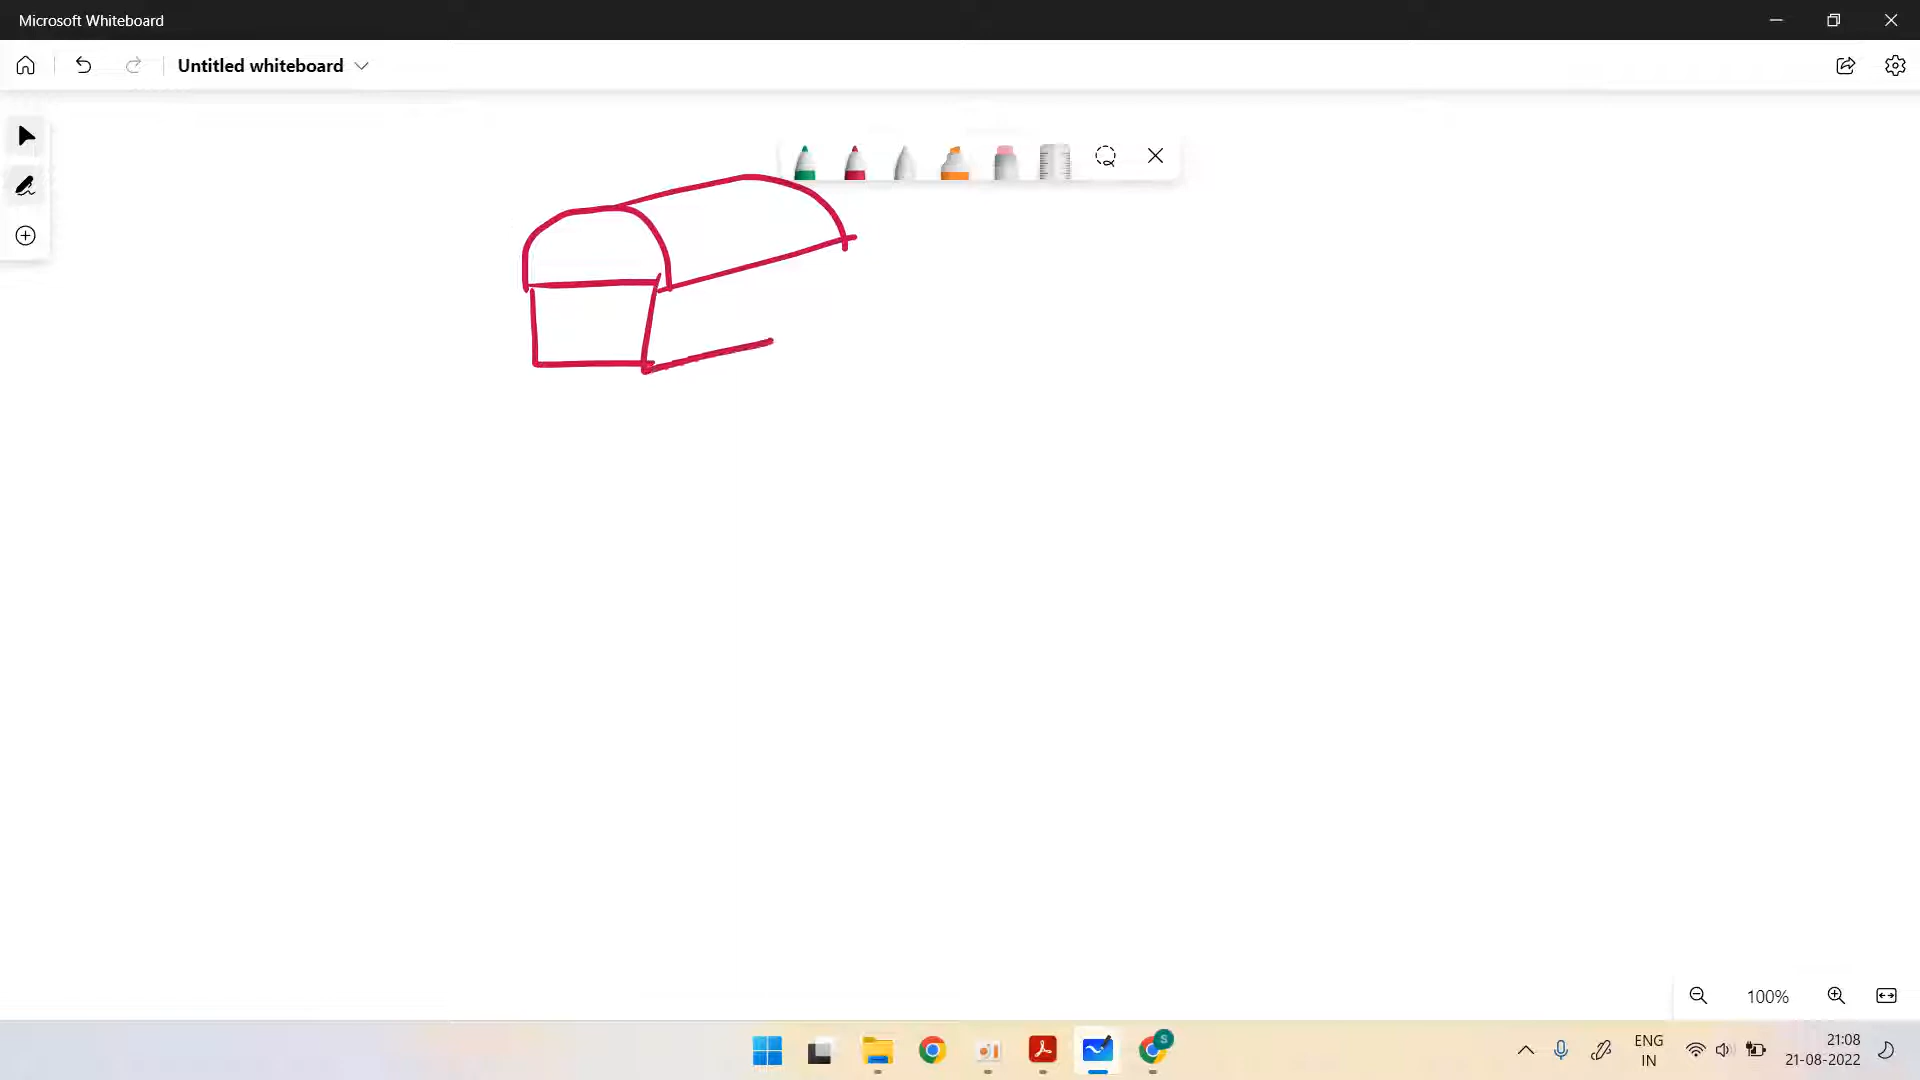 Microsoft Whiteboard
Untitled whiteboard
100%
S
ENG
IN
21:08
21-08-2022